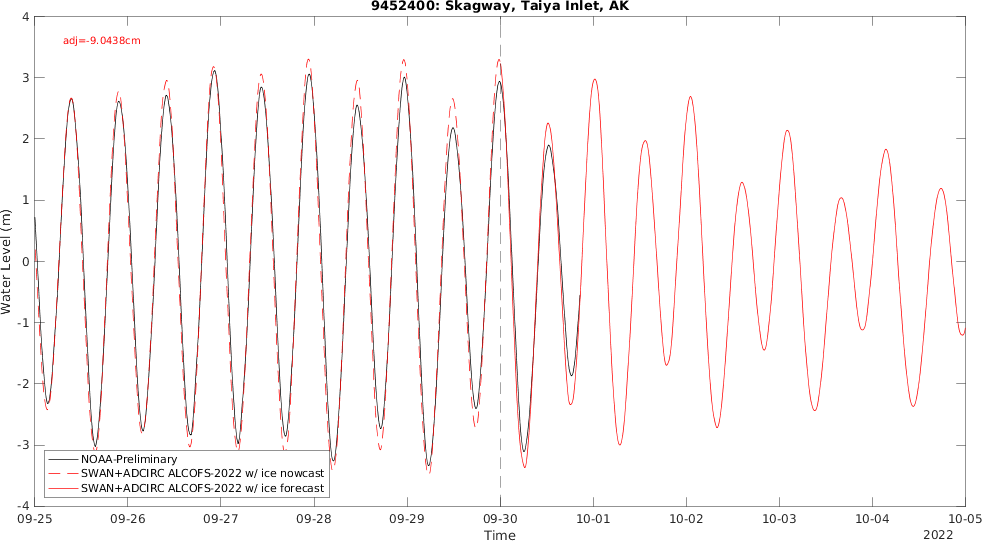 9452400: Skagway, Taiya Inlet, AK
adj=-9.0438cm
4
3
2
1
0
-1
-2
-3
-4
Water Level (m)
NOAA-Preliminary
SWAN+ADCIRC ALCOFS-2022 w/ ice nowcast
SWAN+ADCIRC ALCOFS-2022 w/ ice forecast
09-25 09-26 09-27 09-28 09-29 09-30 10-01 10-02 10-03 10-04 10-05
Time
2022